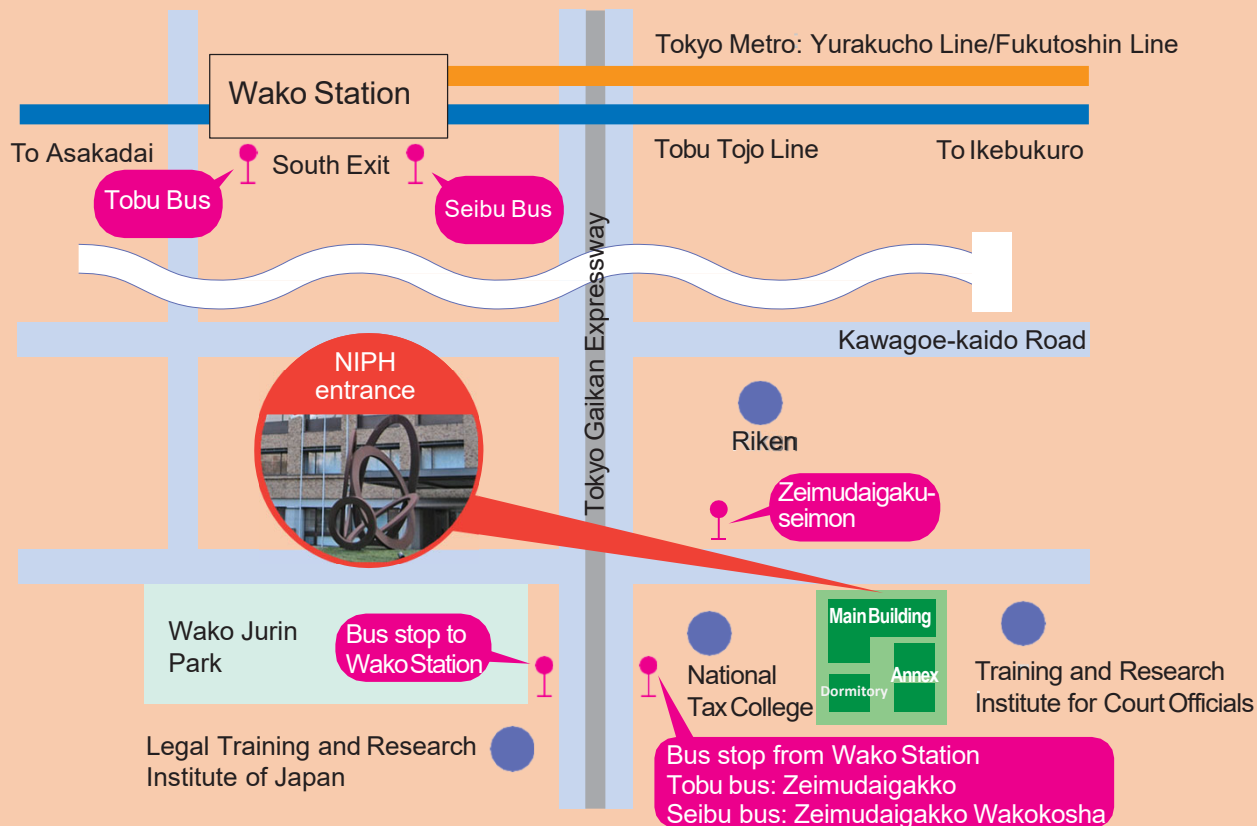 Tokyo Metro: Yurakucho Line/Fukutoshin Line
Wako Station
To Asakadai
South Exit
Tobu Tojo Line
To Ikebukuro
Tobu Bus
Seibu Bus
Tokyo Gaikan Expressway
Kawagoe-kaido Road
NIPH
entrance
Riken
Zeimudaigaku-
seimon
Wako Jurin
Park
Bus stop to
Wako Station
National
Tax College
Main Building
Annex
Dormitory
Training and Research
Institute for Court Officials
Legal Training and Research
Institute of Japan
Bus stop from Wako Station
Tobu bus: Zeimudaigakko
Seibu bus: Zeimudaigakko Wakokosha